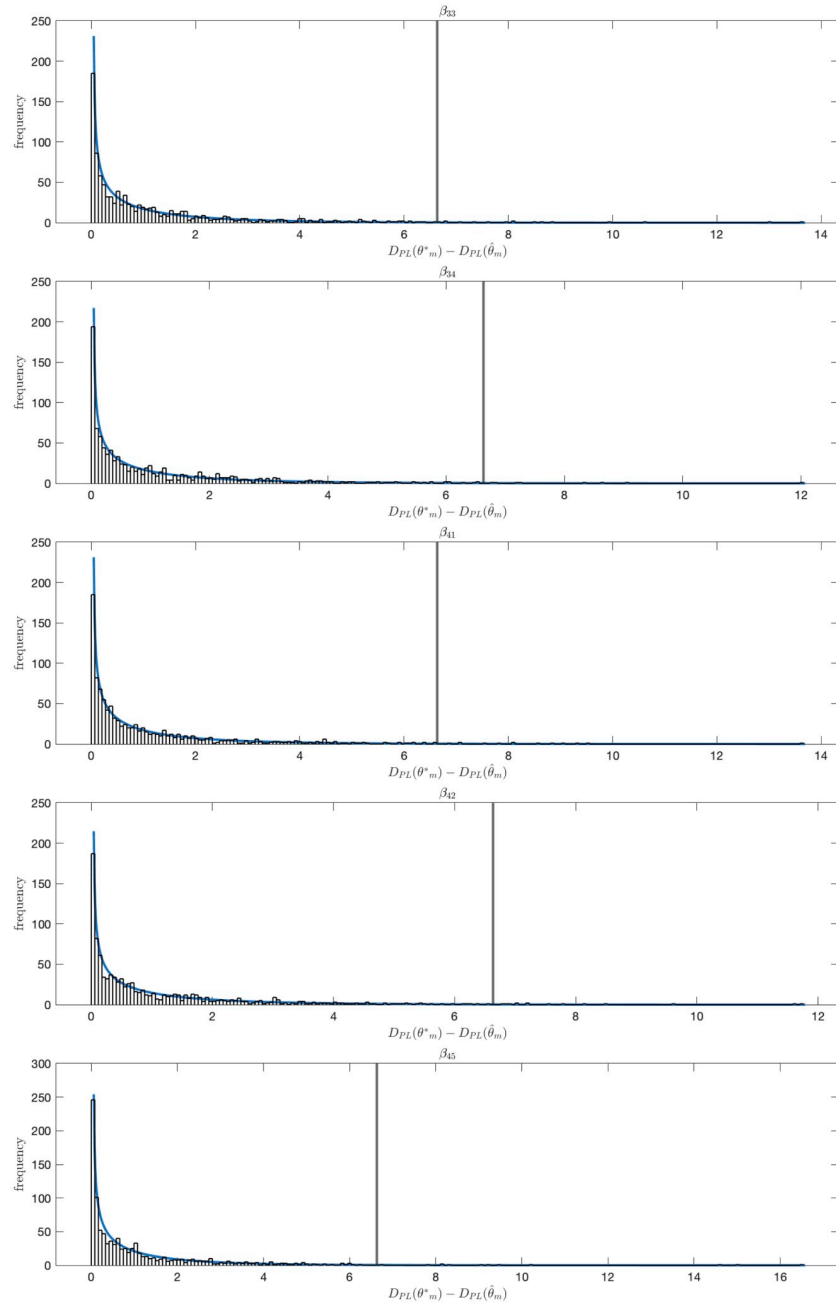 β₃₃
250
200
150
100
50
0
frequency
0 2 4 6 8 10 12 14
D_PL(θ*_m) − D_PL(θ̂_m)
β₃₄
250
200
150
100
50
0
frequency
0 2 4 6 8 10 12
D_PL(θ*_m) − D_PL(θ̂_m)
β₄₁
250
200
150
100
50
0
frequency
0 2 4 6 8 10 12 14
D_PL(θ*_m) − D_PL(θ̂_m)
β₄₂
250
200
150
100
50
0
frequency
0 2 4 6 8 10 12
D_PL(θ*_m) − D_PL(θ̂_m)
β₄₅
300
250
200
150
100
50
0
frequency
0 2 4 6 8 10 12 14 16
D_PL(θ*_m) − D_PL(θ̂_m)